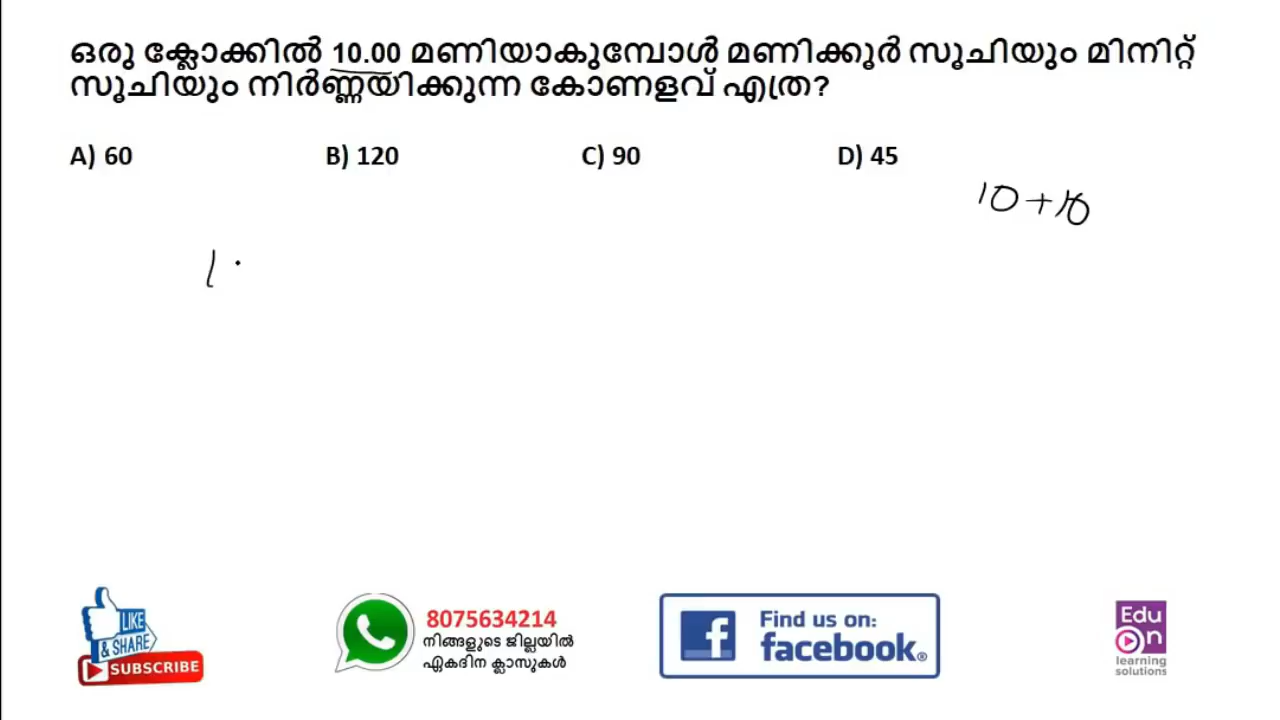 ഒരു ക്ലോക്കിൽ 10.00 മണിയാകുമ്പോൾ മണിക്കൂർ സൂചിയും മിനിറ്റ്
സൂചിയും നിർണ്ണയിക്കുന്ന കോണളവ് എത്ര?
A) 60 B) 120 C) 90 D) 45
10+10
LIKE
& SHARE
SUBSCRIBE
8075634214
നിങ്ങളുടെ ജില്ലയിൽ
ഏകദിന ക്ലാസുകൾ
f Find us on:
facebook®
Edu
On
learning
solutions